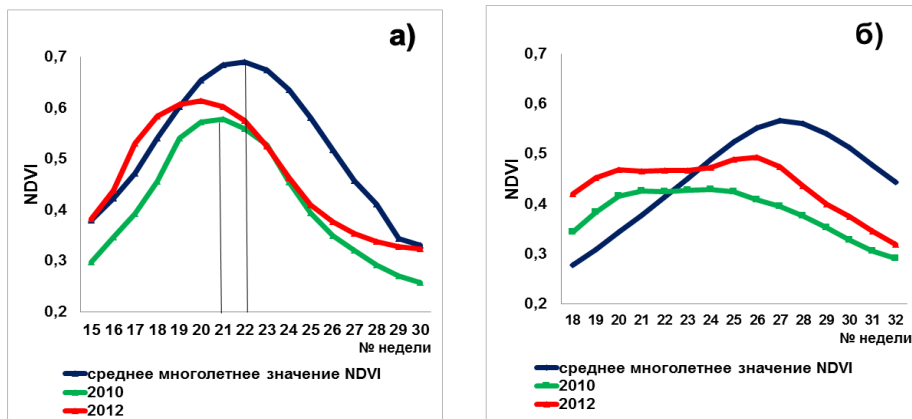 а)
0,7
0,6
0,5
0,4
0,3
0,2
NDVI
15 16 17 18 19 20 21 22 23 24 25 26 27 28 29 30
№ недели
среднее многолетнее значение NDVI
2010
2012
б)
0,7
0,6
0,5
0,4
0,3
0,2
NDVI
18 19 20 21 22 23 24 25 26 27 28 29 30 31 32
№ недели
среднее многолетнее значение NDVI
2010
2012